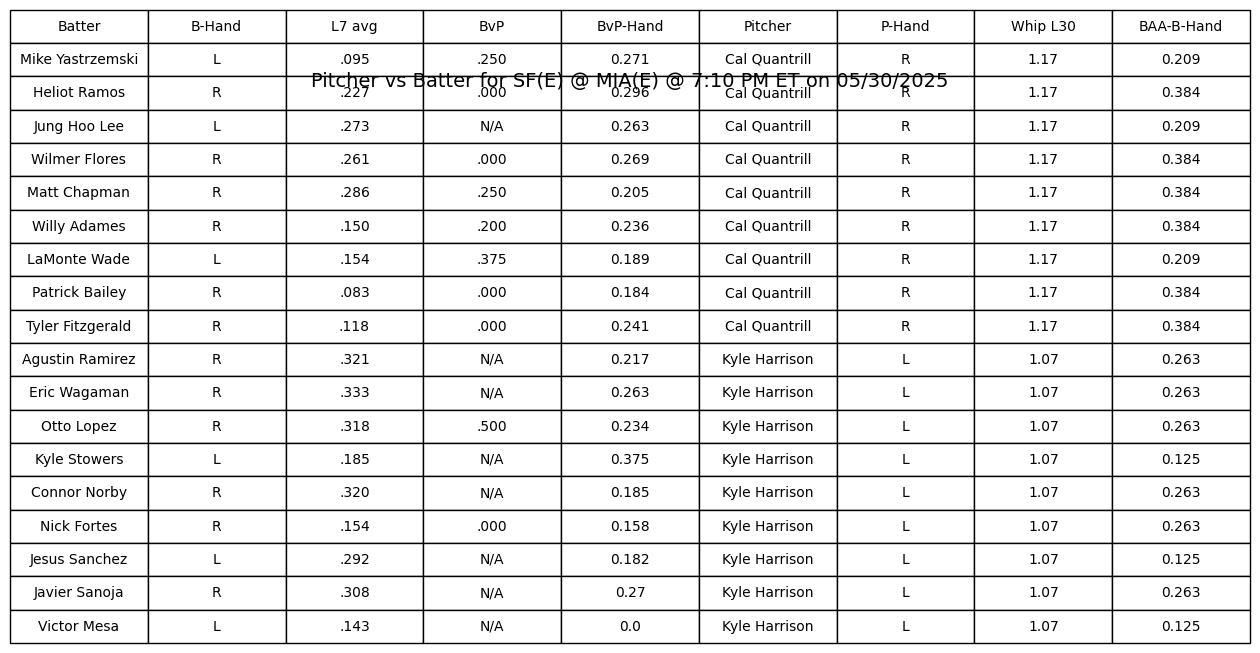 Batter B-Hand L7 avg BvP BvP-Hand Pitcher P-Hand Whip L30 BAA-B-Hand
Mike Yastrzemski L .095 .250 0.271 Cal Quantrill R 1.17 0.209
Pitcher vs Batter for SF(E) @ MIA(E) @ 7:10 PM ET on 05/30/2025
Heliot Ramos R .227 .000 0.296 Cal Quantrill R 1.17 0.384
Jung Hoo Lee L .273 N/A 0.263 Cal Quantrill R 1.17 0.209
Wilmer Flores R .261 .000 0.269 Cal Quantrill R 1.17 0.384
Matt Chapman R .286 .250 0.205 Cal Quantrill R 1.17 0.384
Willy Adames R .150 .200 0.236 Cal Quantrill R 1.17 0.384
LaMonte Wade L .154 .375 0.189 Cal Quantrill R 1.17 0.209
Patrick Bailey R .083 .000 0.184 Cal Quantrill R 1.17 0.384
Tyler Fitzgerald R .118 .000 0.241 Cal Quantrill R 1.17 0.384
Agustin Ramirez R .321 N/A 0.217 Kyle Harrison L 1.07 0.263
Eric Wagaman R .333 N/A 0.263 Kyle Harrison L 1.07 0.263
Otto Lopez R .318 .500 0.234 Kyle Harrison L 1.07 0.263
Kyle Stowers L .185 N/A 0.375 Kyle Harrison L 1.07 0.125
Connor Norby R .320 N/A 0.185 Kyle Harrison L 1.07 0.263
Nick Fortes R .154 .000 0.158 Kyle Harrison L 1.07 0.263
Jesus Sanchez L .292 N/A 0.182 Kyle Harrison L 1.07 0.125
Javier Sanoja R .308 N/A 0.27 Kyle Harrison L 1.07 0.263
Victor Mesa L .143 N/A 0.0 Kyle Harrison L 1.07 0.125